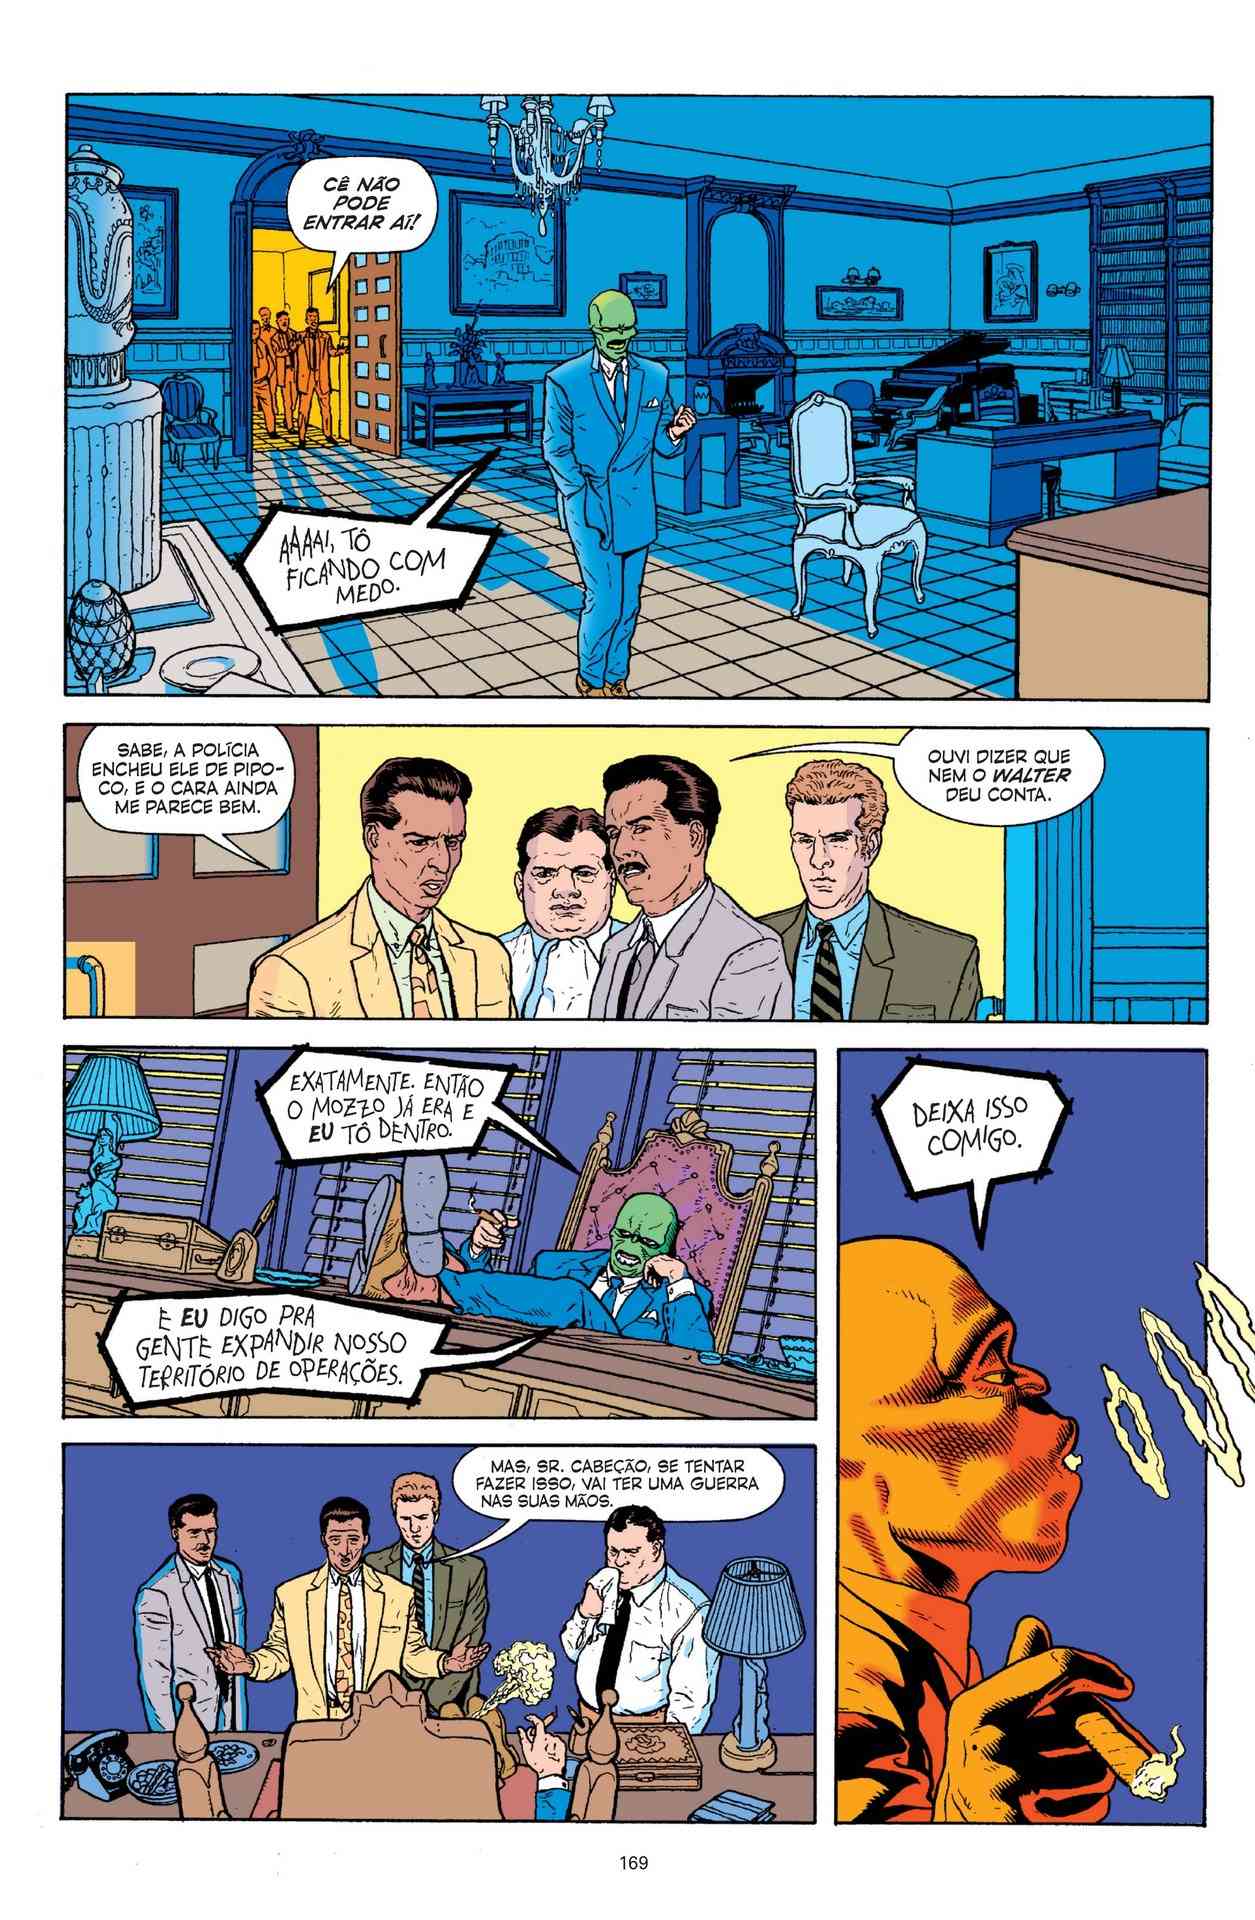 CÊ NÃO
PODE
ENTRAR AÍ!
AAAAI, TÔ
FICANDO COM
MEDO.
SABE, A POLÍCIA
ENCHEU ELE DE PIPO-
CO, E O CARA AINDA
ME PARECE BEM.
OUVI DIZER QUE
NEM O WALTER
DEU CONTA.
EXATAMENTE. ENTÃO
O MOZZO JÁ ERA E
EU TÔ DENTRO.
E EU DIGO PRA
GENTE EXPANDIR NOSSO
TERRITÓRIO DE OPERAÇÕES.
MAS, SR. CABEÇÃO, SE TENTAR
FAZER ISSO, VAI TER UMA GUERRA
NAS SUAS MÃOS.
DEIXA ISSO
COMIGO.
169